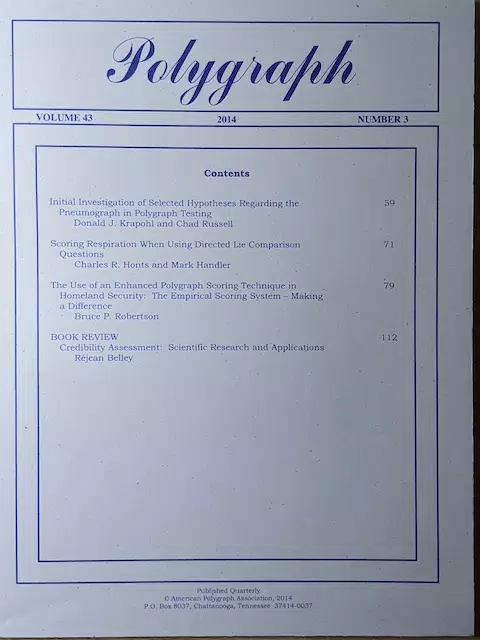 Polygraph
VOLUME 43 2014 NUMBER 3
Contents
Initial Investigation of Selected Hypotheses Regarding the 59
Pneumograph in Polygraph Testing
Donald J. Krapohl and Chad Russell
Scoring Respiration When Using Directed Lie Comparison 71
Questions
Charles R. Honts and Mark Handler
The Use of an Enhanced Polygraph Scoring Technique in 79
Homeland Security: The Empirical Scoring System – Making
a Difference
Bruce P. Robertson
BOOK REVIEW 112
Credibility Assessment: Scientific Research and Applications
Réjean Belley
Published Quarterly
© American Polygraph Association, 2014
P.O. Box 8037, Chattanooga, Tennessee 37414-0037